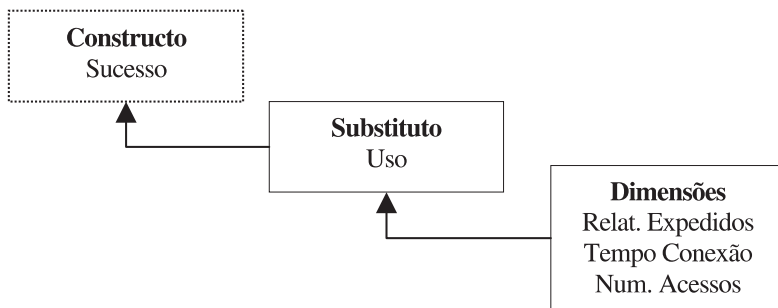 Constructo
Sucesso
Substituto
Uso
Dimensões
Relat. Expedidos
Tempo Conexão
Num. Acessos